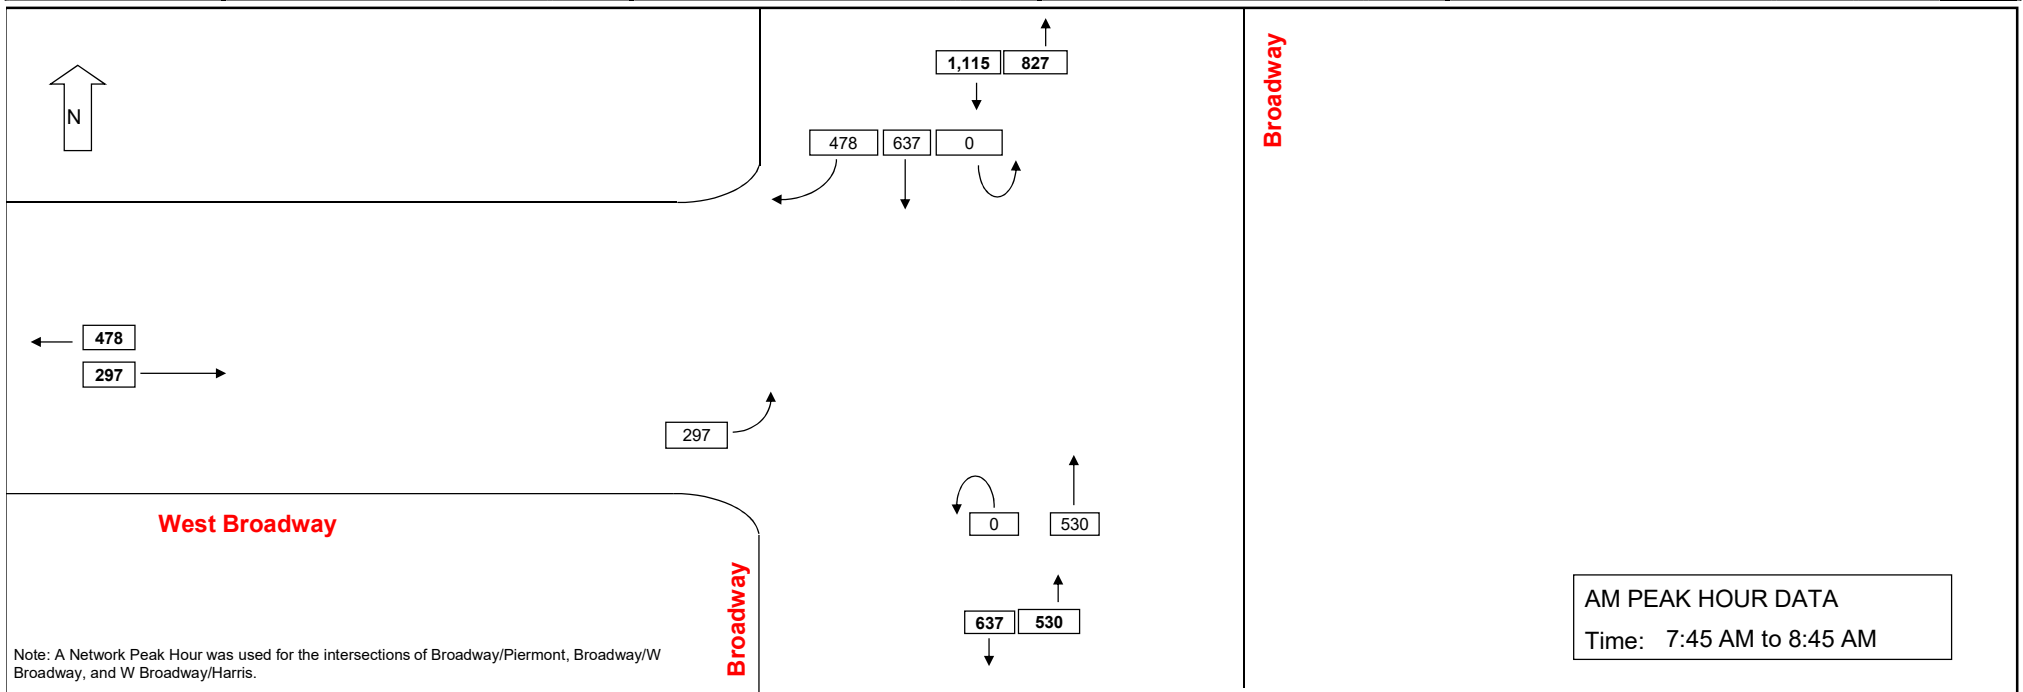 Broadway
1,115 827
N
478 637 0
478
297
297
0 530
West Broadway
Broadway
637 530
AM PEAK HOUR DATA
Time: 7:45 AM to 8:45 AM
Note: A Network Peak Hour was used for the intersections of Broadway/Piermont, Broadway/W
Broadway, and W Broadway/Harris.